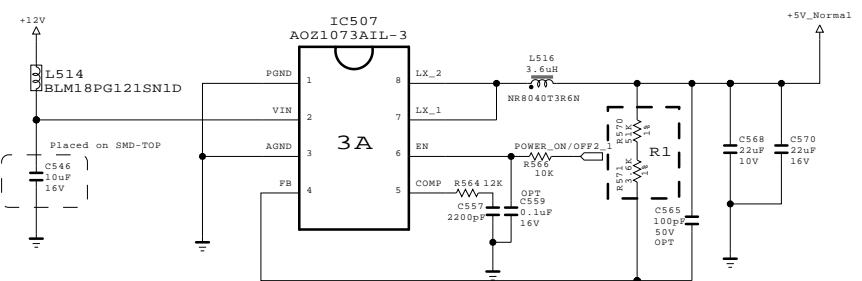 +12V
IC507
AOZ1073AIL-3
+5V_Normal
L514
BLM18PG121SN1D
PGND
1
8
LX_2
L516
3.6uH
NR8040T3R6N
VIN
2
7
LX_1
3A
Placed on SMD-TOP
C546
10uF
16V
AGND
3
6
EN
POWER_ON/OFF2_1
R566
10K
FB
4
5
COMP
R564 12K
C557
2200pF
OPT
C559
0.1uF
16V
R570
51K
1%
R571
3.6K
1%
R1
C565
100pF
50V
OPT
C568
22uF
10V
C570
22uF
16V